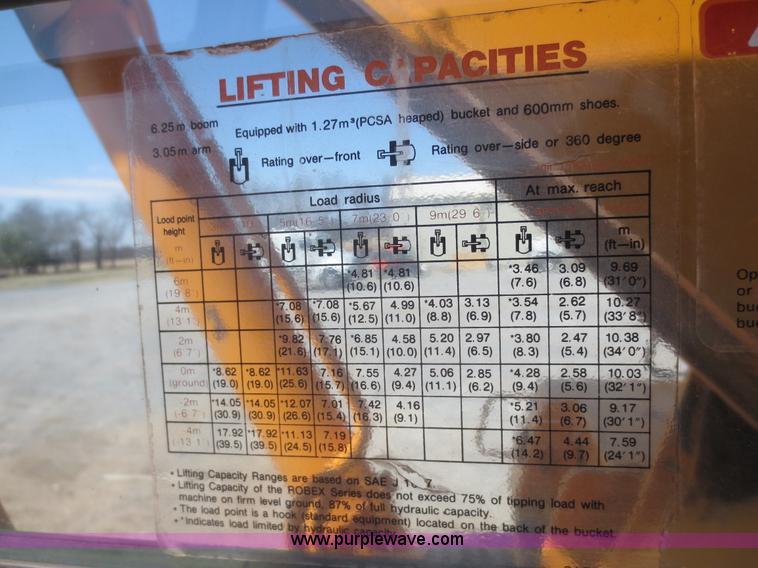 LIFTING CAPACITIES
6.25m boom Equipped with 1.27m³(PCSA heaped) bucket and 600mm shoes.
3.05m arm Rating over-front Rating over-side or 360 degree
Load point height m (ft-in) Load radius At max. reach
5m(16 5 ) 7m(23 0 ) 9m(29 6 ) m (ft-in)
6m (19 8 ) *4.81 (10.6) *4.81 (10.6) *3.46 (7.6) 3.09 (6.8) 9.69 (31'0")
4m (13 1 ) *7.08 (15.6) *7.08 (15.6) *5.67 (12.5) 4.99 (11.0) *4.03 (8.8) 3.13 (6.9) *3.54 (7.8) 2.62 (5.7) 10.27 (33'8")
2m (6 7 ) *9.82 (21.6) 7.76 (17.1) *6.85 (15.1) 4.58 (10.0) 5.20 (11.4) 2.97 (6.5) *3.80 (8.3) 2.47 (5.4) 10.38 (34'0")
0m (ground) *8.62 (19.0) *8.62 (19.0) *11.63 (25.6) 7.16 (15.7) 7.55 (16.6) 4.27 (9.4) 5.06 (11.1) 2.85 (6.2) *4.28 (9.4) 2.58 (5.6) 10.03 (32'1")
-2m (-6 7 ) *14.05 (30.9) *14.05 (30.9) *12.07 (26.6) 7.01 (15.4) 7.42 (16.3) 4.16 (9.1) *5.21 (11.4) 3.06 (6.7) 9.17 (30'1")
-4m (-13 1 ) 17.92 (39.5) *17.92 (39.5) *11.13 (24.5) 7.19 (15.8) *6.47 (14.2) 4.44 (9.7) 7.59 (24'1")
• Lifting Capacity Ranges are based on SAE J
• Lifting Capacity of the ROBEX Series does not exceed 75% of tipping load with
machine on firm level ground, 87% of full hydraulic capacity.
• The load point is a hook (standard equipment) located on the back of the bucket.
• *Indicates load limited by hydraulic capacity.
Op
or
buc
buc
www.purplewave.com